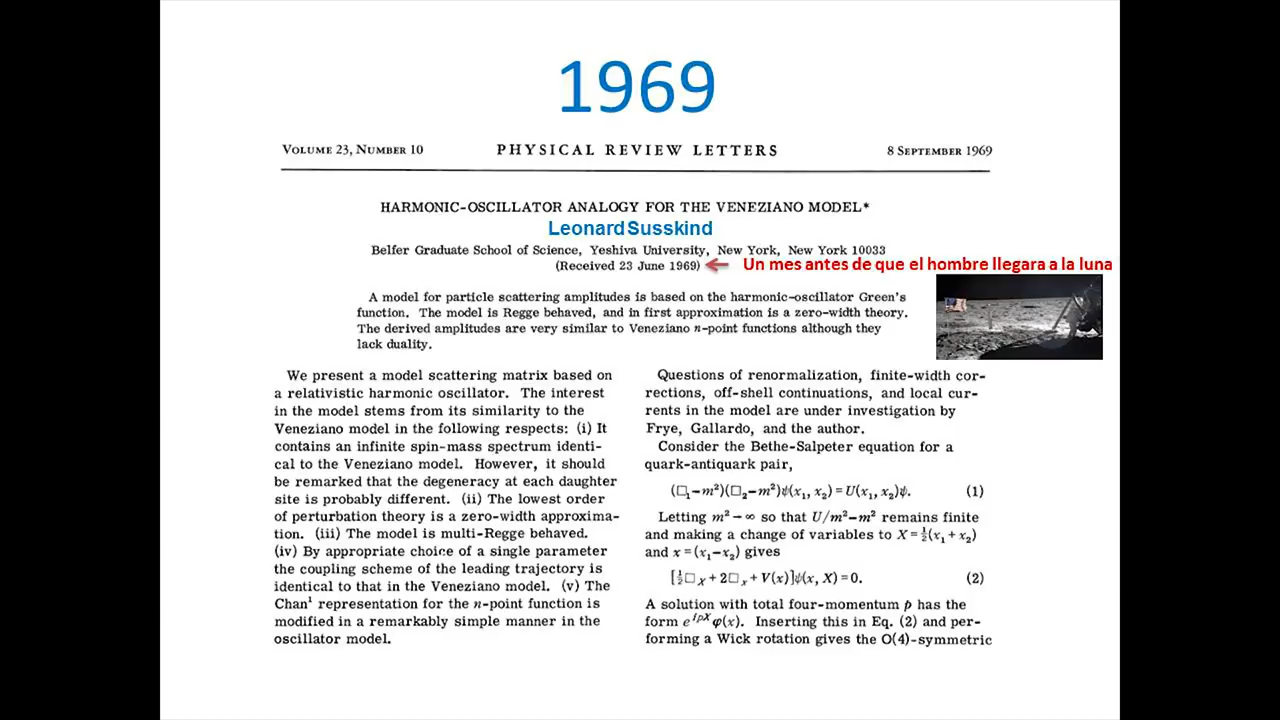 1969
VOLUME 23, NUMBER 10 PHYSICAL REVIEW LETTERS 8 SEPTEMBER 1969
HARMONIC-OSCILLATOR ANALOGY FOR THE VENEZIANO MODEL*
Leonard Susskind
Belfer Graduate School of Science, Yeshiva University, New York, New York 10033
(Received 23 June 1969)
Un mes antes de que el hombre llegara a la luna
A model for particle scattering amplitudes is based on the harmonic-oscillator Green's
function. The model is Regge behaved, and in first approximation is a zero-width theory.
The derived amplitudes are very similar to Veneziano n-point functions although they
lack duality.
We present a model scattering matrix based on
a relativistic harmonic oscillator. The interest
in the model stems from its similarity to the
Veneziano model in the following respects: (i) It
contains an infinite spin-mass spectrum identi-
cal to the Veneziano model. However, it should
be remarked that the degeneracy at each daughter
site is probably different. (ii) The lowest order
of perturbation theory is a zero-width approxima-
tion. (iii) The model is multi-Regge behaved.
(iv) By appropriate choice of a single parameter
the coupling scheme of the leading trajectory is
identical to that in the Veneziano model. (v) The
Chan¹ representation for the n-point function is
modified in a remarkably simple manner in the
oscillator model.
Questions of renormalization, finite-width cor-
rections, off-shell continuations, and local cur-
rents in the model are under investigation by
Frye, Gallardo, and the author.
Consider the Bethe-Salpeter equation for a
quark-antiquark pair,
(□₁−m²)(□₂−m²)ψ(x₁, x₂) = U(x₁, x₂)ψ. (1)
Letting m² → ∞ so that U/m²−m² remains finite
and making a change of variables to X = ½(x₁ + x₂)
and x = (x₁−x₂) gives
[½□_X + 2□_x + V(x)]ψ(x, X) = 0. (2)
A solution with total four-momentum p has the
form e^{ipX}φ(x). Inserting this in Eq. (2) and per-
forming a Wick rotation gives the O(4)-symmetric